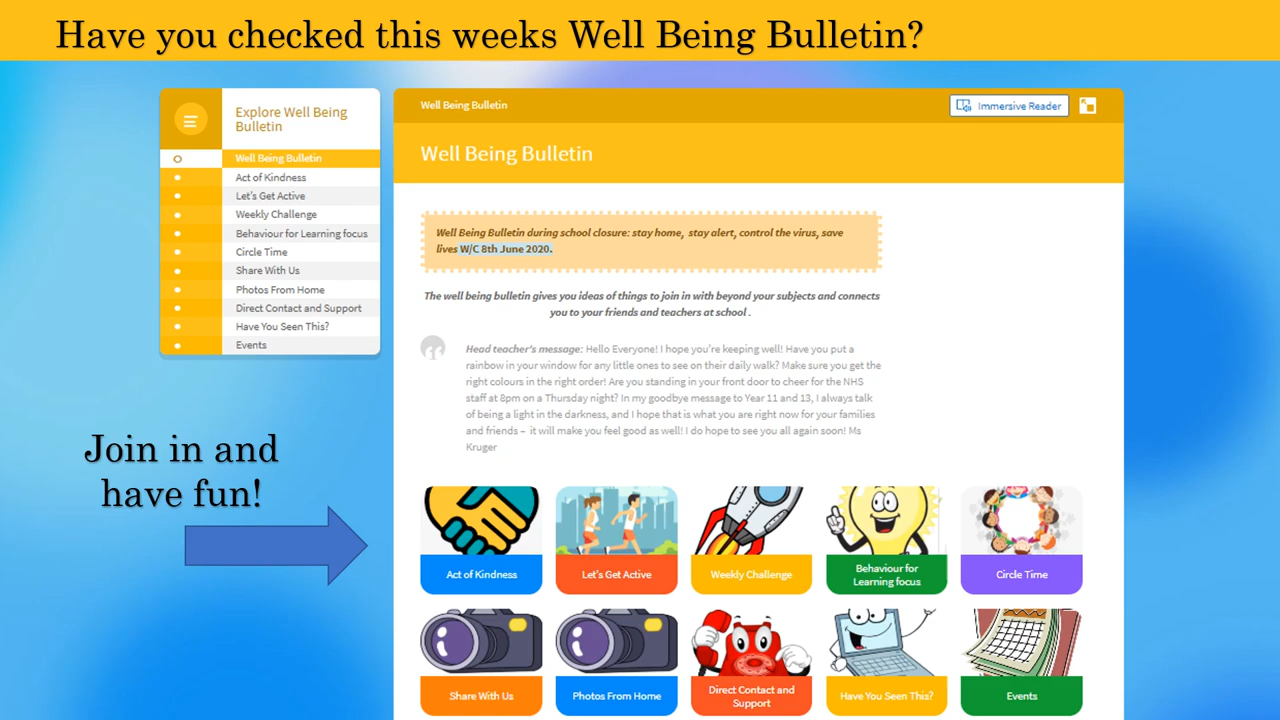 Have you checked this weeks Well Being Bulletin?
Explore Well Being
Bulletin
Well Being Bulletin
Act of Kindness
Let's Get Active
Weekly Challenge
Behaviour for Learning focus
Circle Time
Share With Us
Photos From Home
Direct Contact and Support
Have You Seen This?
Events
Join in and
have fun!
Well Being Bulletin
Immersive Reader
Well Being Bulletin
Well Being Bulletin during school closure: stay home, stay alert, control the virus, save
lives W/C 8th June 2020.
The well being bulletin gives you ideas of things to join in with beyond your subjects and connects
you to your friends and teachers at school .
Head teacher's message: Hello Everyone! I hope you're keeping well! Have you put a
rainbow in your window for any little ones to see on their daily walk? Make sure you get the
right colours in the right order! Are you standing in your front door to cheer for the NHS
staff at 8pm on a Thursday night? In my goodbye message to Year 11 and 13, I always talk
of being a light in the darkness, and I hope that is what you are right now for your families
and friends – it will make you feel good as well! I do hope to see you all again soon! Ms
Kruger
Act of Kindness
Let's Get Active
Weekly Challenge
Behaviour for
Learning focus
Circle Time
Share With Us
Photos From Home
Direct Contact and
Support
Have You Seen This?
Events